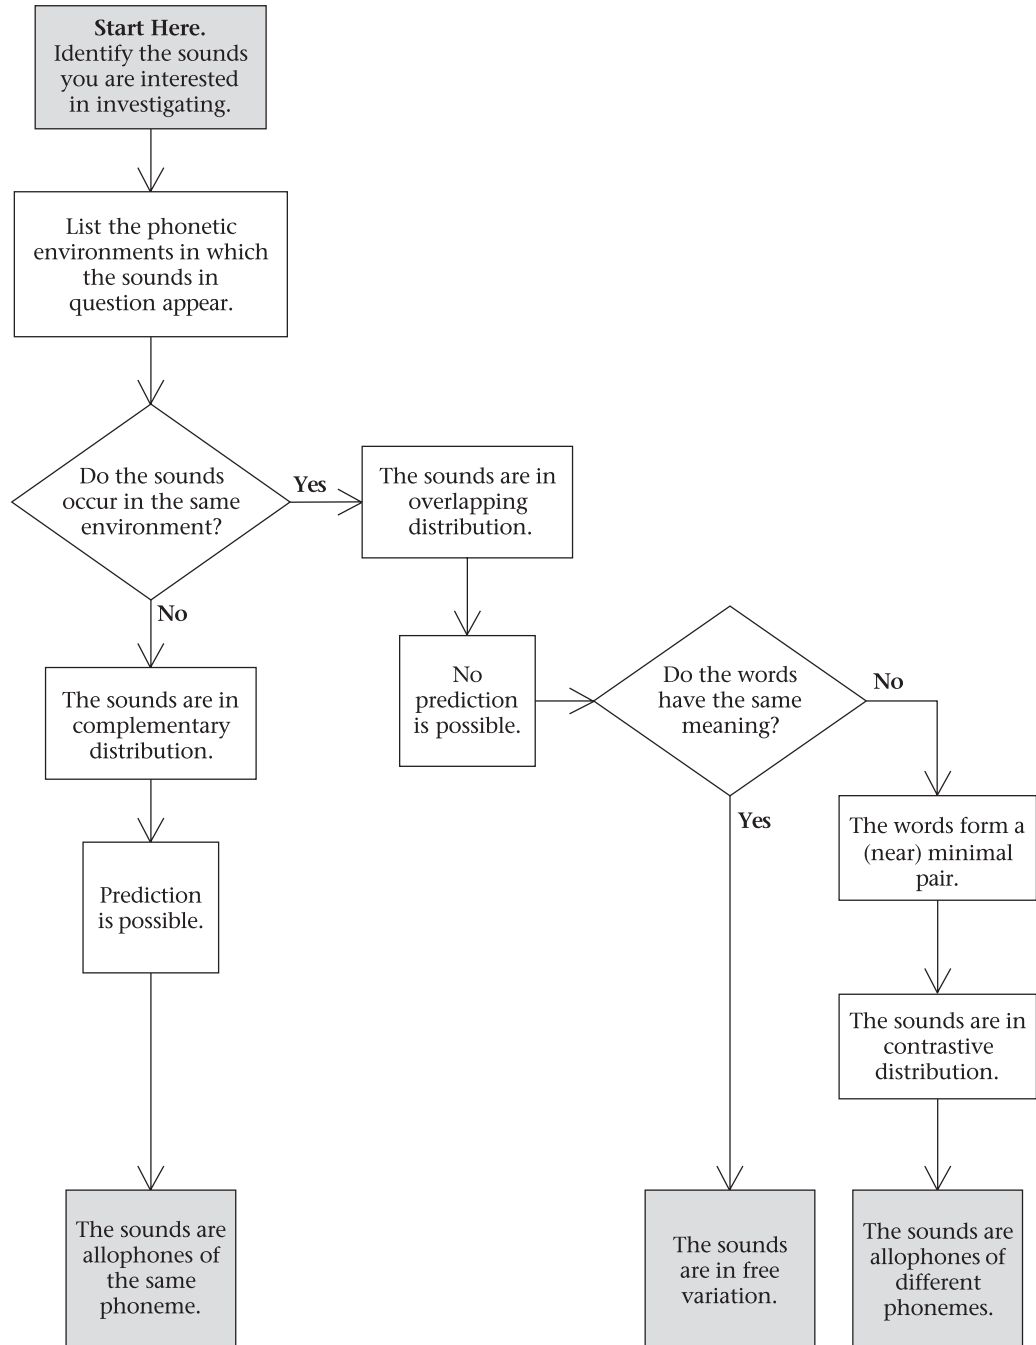 Start Here.
Identify the sounds
you are interested
in investigating.
List the phonetic
environments in which
the sounds in
question appear.
Do the sounds
occur in the same
environment?
Yes
The sounds are in
overlapping
distribution.
No
The sounds are in
complementary
distribution.
No
prediction
is possible.
Do the words
have the same
meaning?
No
Yes
Prediction
is possible.
The words form a
(near) minimal
pair.
The sounds are in
contrastive
distribution.
The sounds are
allophones of
the same
phoneme.
The sounds
are in free
variation.
The sounds are
allophones of
different
phonemes.